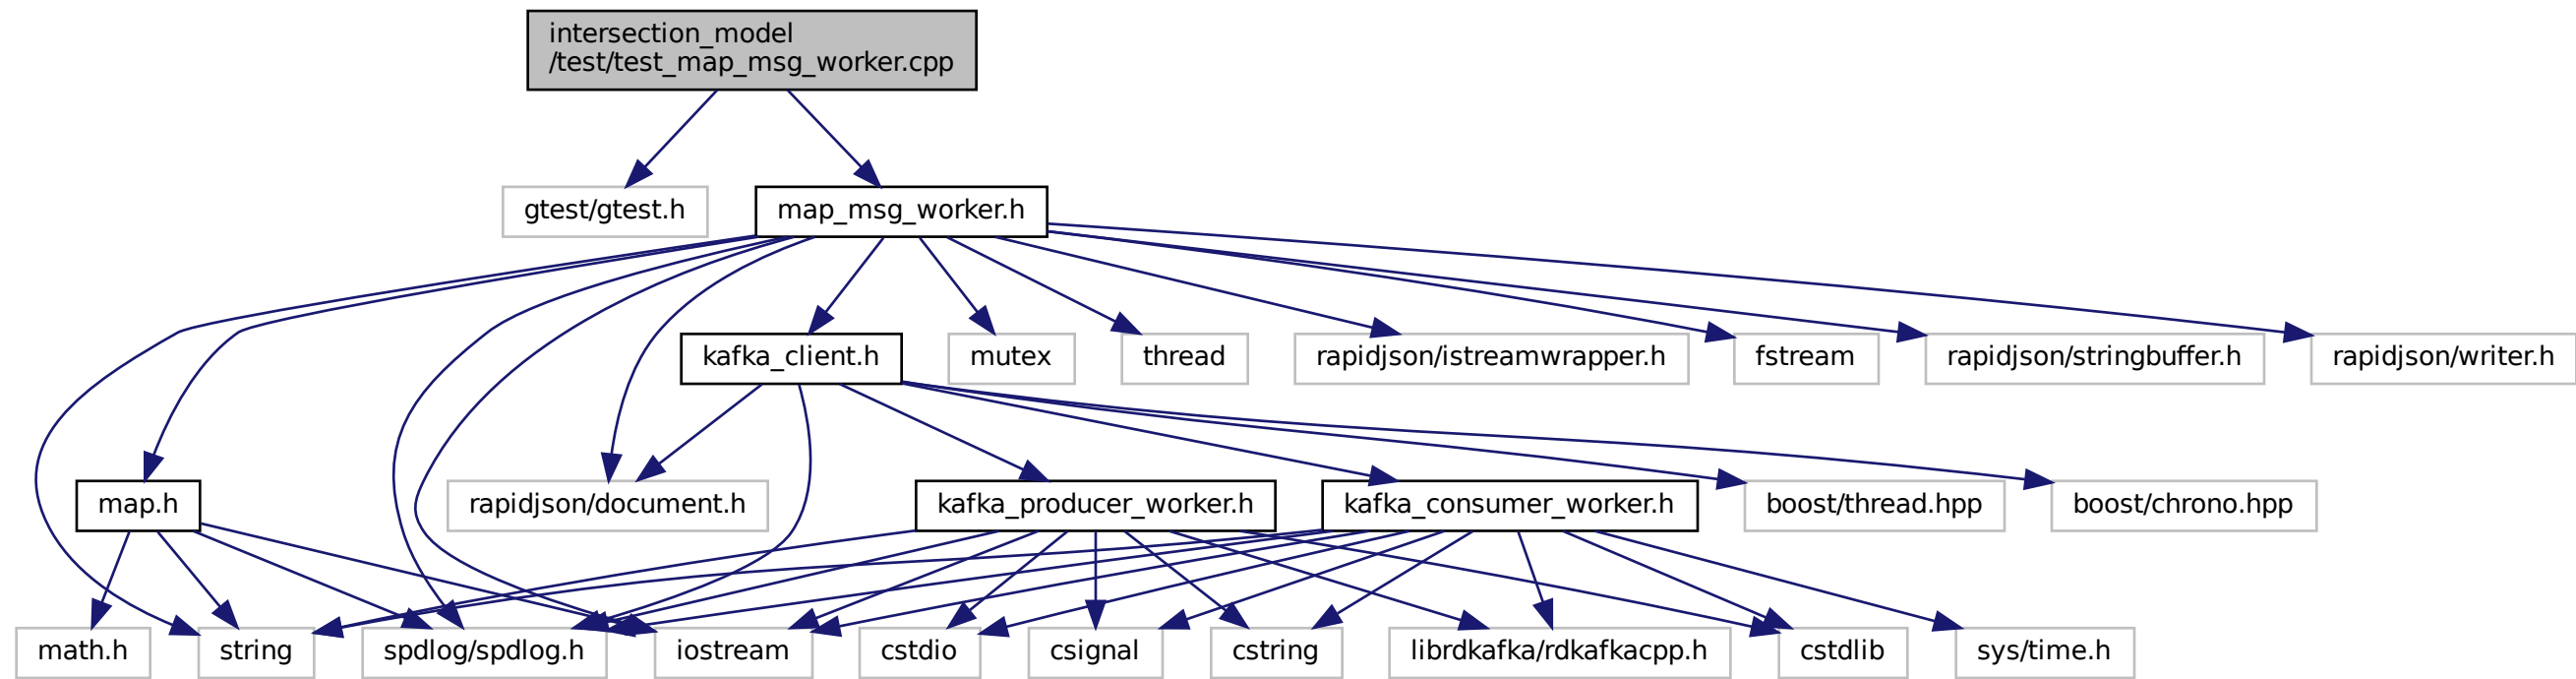 intersection_model
/test/test_map_msg_worker.cpp
gtest/gtest.h
map_msg_worker.h
kafka_client.h
mutex
thread
rapidjson/istreamwrapper.h
fstream
rapidjson/stringbuffer.h
rapidjson/writer.h
map.h
rapidjson/document.h
kafka_producer_worker.h
kafka_consumer_worker.h
boost/thread.hpp
boost/chrono.hpp
math.h
string
spdlog/spdlog.h
iostream
cstdio
csignal
cstring
librdkafka/rdkafkacpp.h
cstdlib
sys/time.h